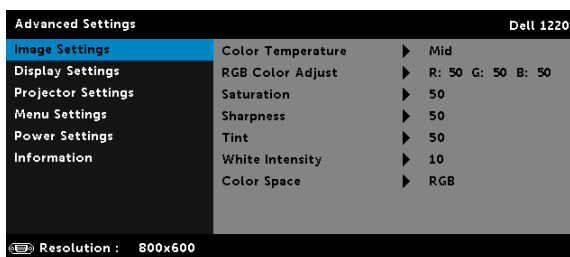 Advanced Settings Dell 1220
Image Settings
Display Settings
Projector Settings
Menu Settings
Power Settings
Information
Color Temperature Mid
RGB Color Adjust R: 50 G: 50 B: 50
Saturation 50
Sharpness 50
Tint 50
White Intensity 10
Color Space RGB
Resolution : 800x600